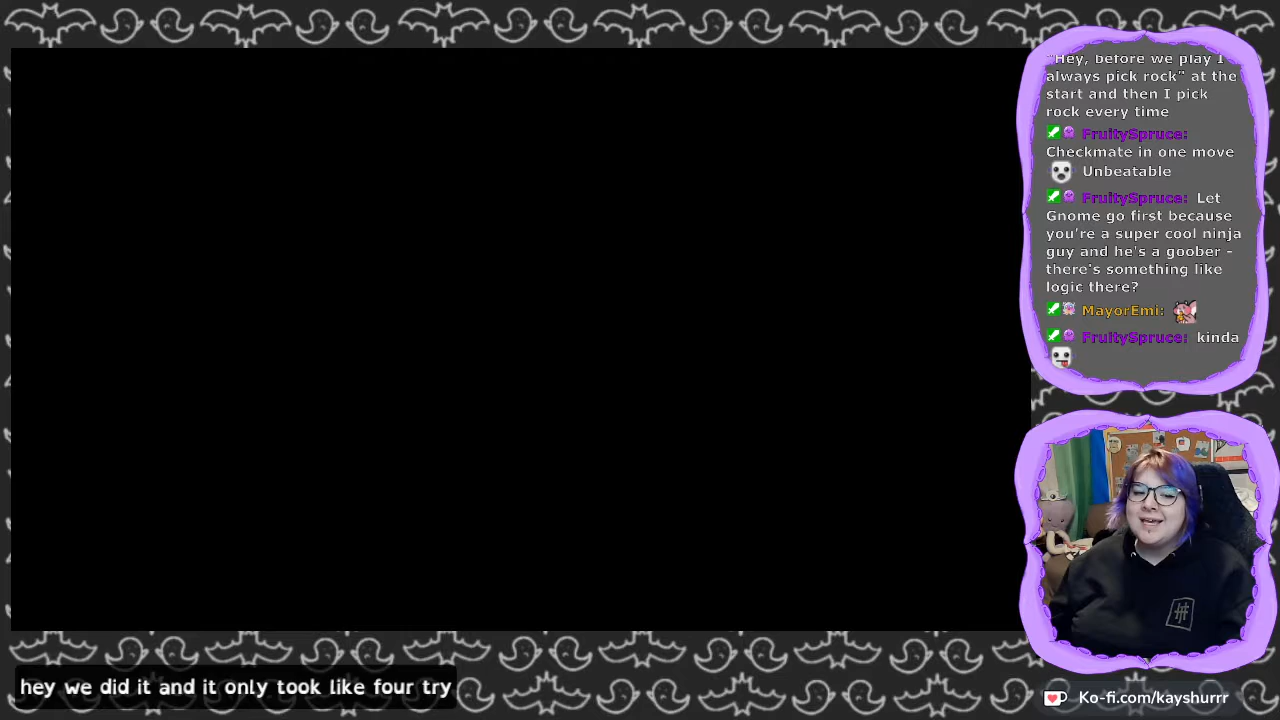 "Hey, before we play I
always pick rock" at the
start and then I pick
rock every time
FruitySpruce:
Checkmate in one move
Unbeatable
FruitySpruce: Let
Gnome go first because
you're a super cool ninja
guy and he's a goober -
there's something like
logic there?
MayorEmi:
FruitySpruce: kinda
hey we did it and it only took like four try
Ko-fi.com/kayshurrr